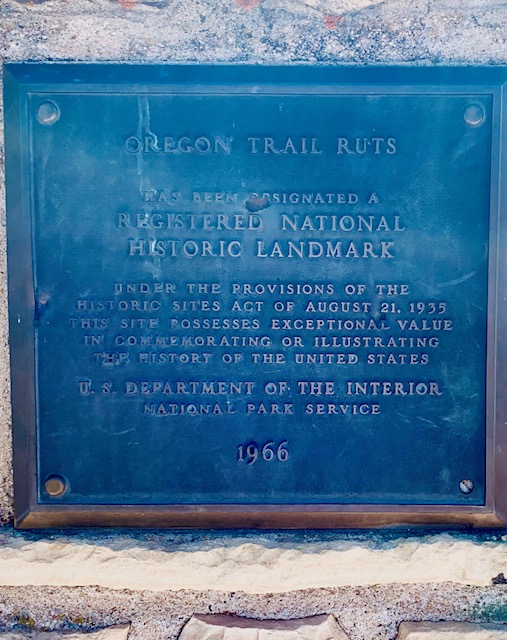 OREGON TRAIL RUTS
HAS BEEN DESIGNATED A
REGISTERED NATIONAL
HISTORIC LANDMARK
UNDER THE PROVISIONS OF THE
HISTORIC SITES ACT OF AUGUST 21, 1935
THIS SITE POSSESSES EXCEPTIONAL VALUE
IN COMMEMORATING OR ILLUSTRATING
THE HISTORY OF THE UNITED STATES
U. S. DEPARTMENT OF THE INTERIOR
NATIONAL PARK SERVICE
1966